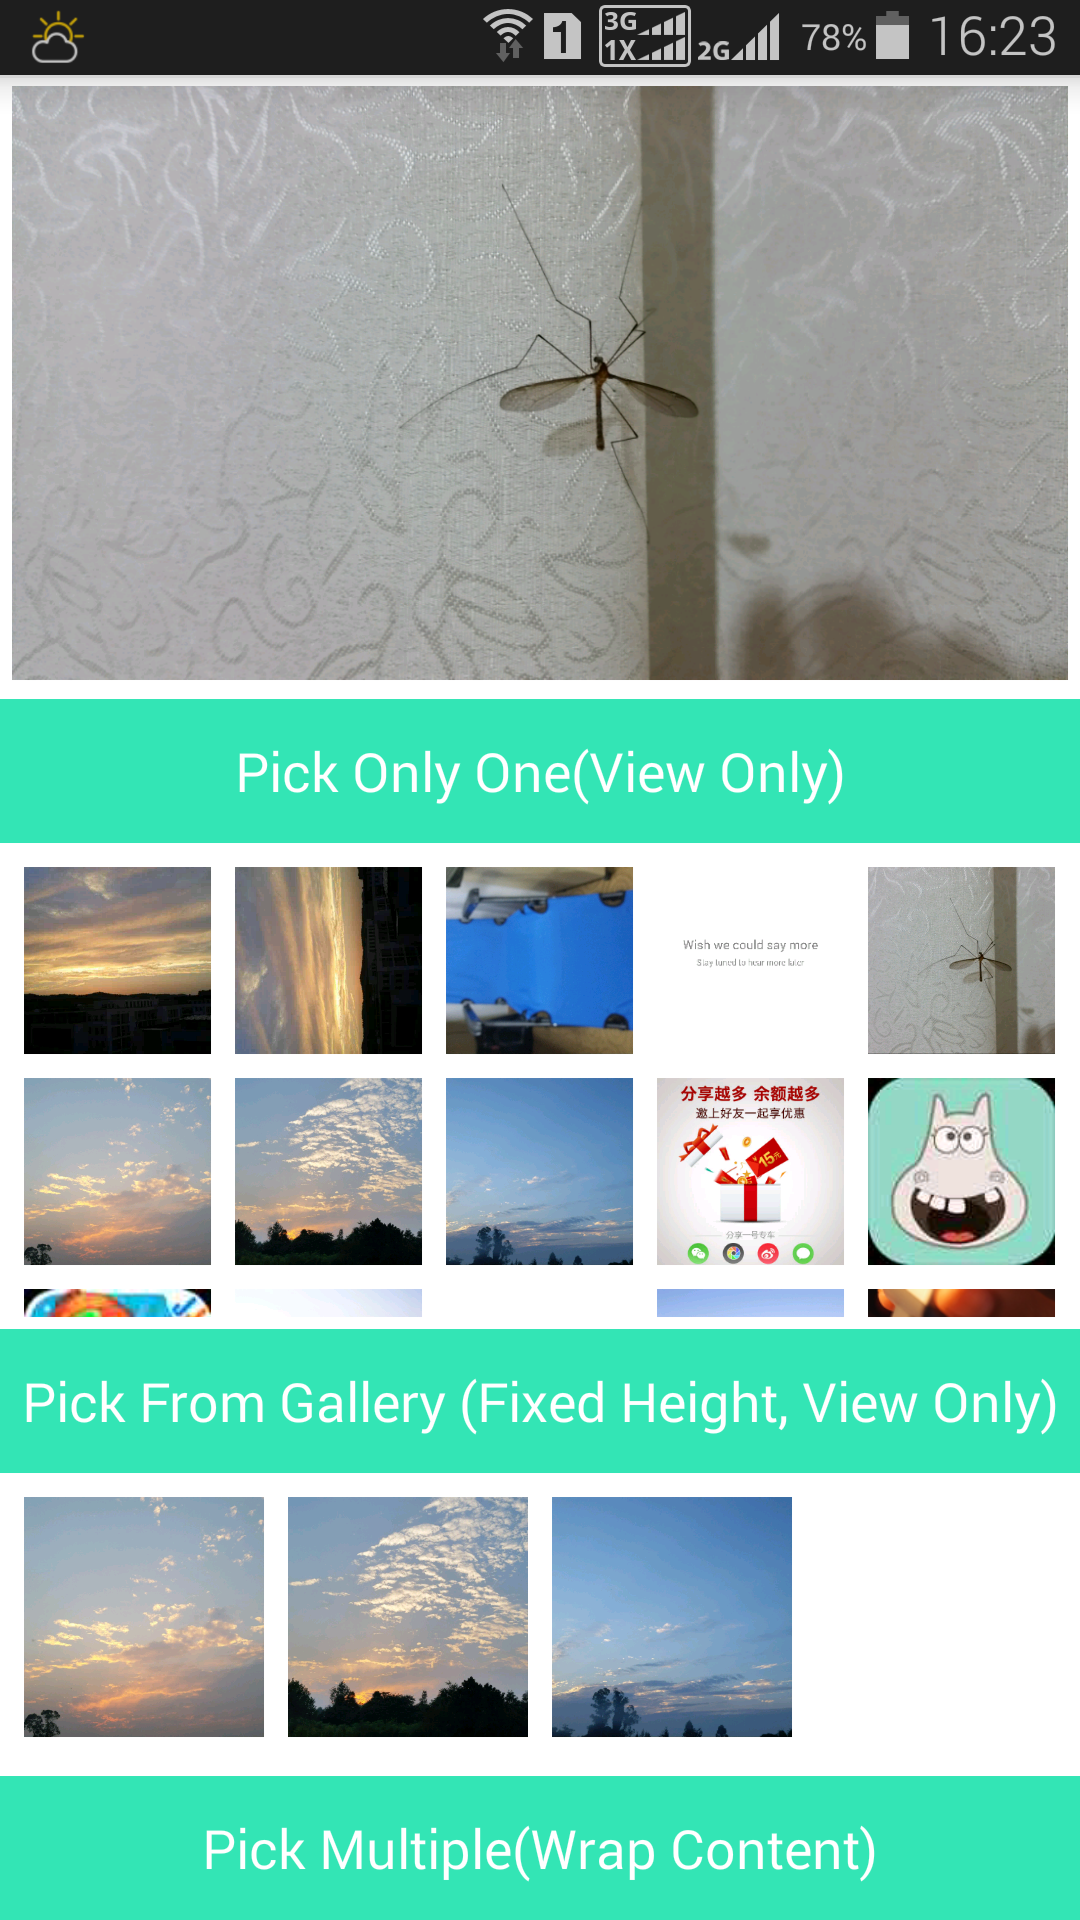 3G
1X
1
2G
78%
16:23
Pick Only One(View Only)
Wish we could say more
Stay tuned to hear more later
分享越多 余额越多
邀上好友一起享优惠
15元
分享一号专车
Pick From Gallery (Fixed Height, View Only)
Pick Multiple(Wrap Content)